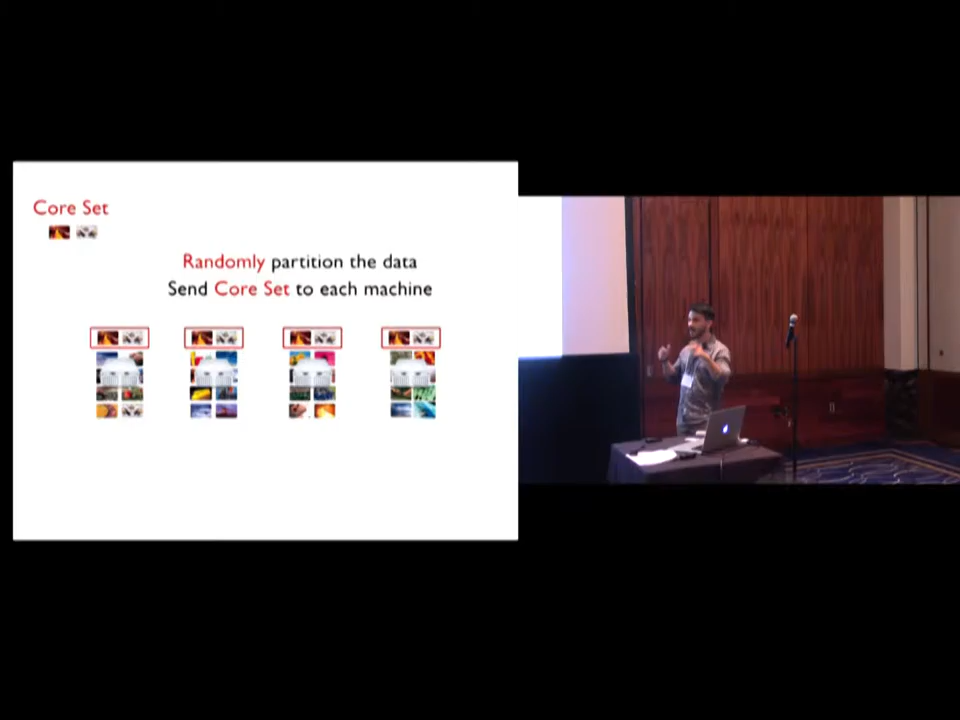 Core Set
Randomly partition the data
Send Core Set to each machine